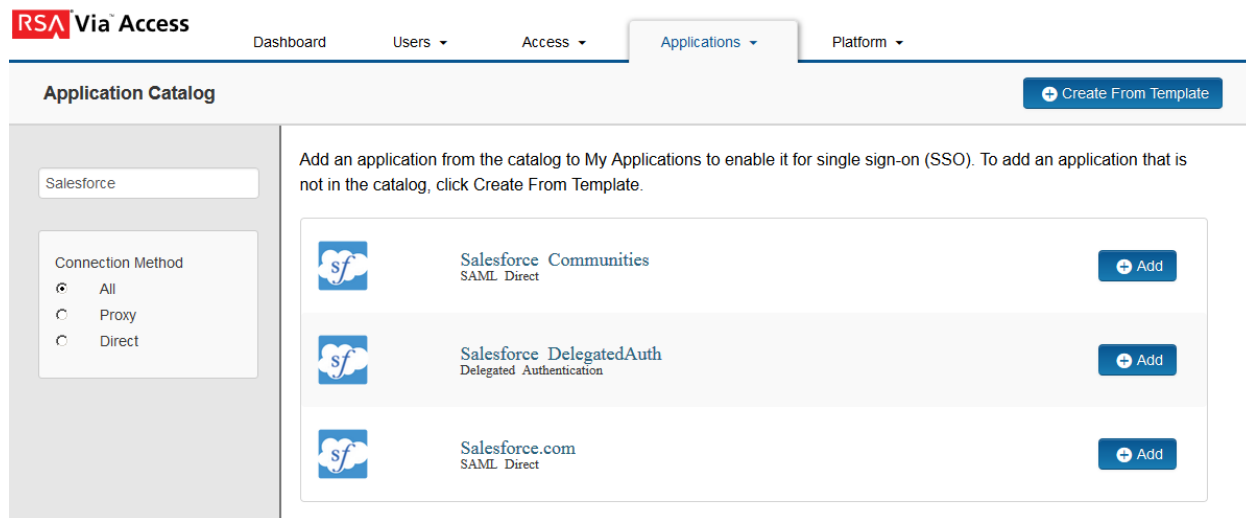 RSA Via Access
Dashboard Users Access Applications Platform
Application Catalog
Create From Template
Salesforce
Connection Method
All
Proxy
Direct
Add an application from the catalog to My Applications to enable it for single sign-on (SSO). To add an application that is
not in the catalog, click Create From Template.
sf
Salesforce Communities
SAML Direct
Add
sf
Salesforce DelegatedAuth
Delegated Authentication
Add
sf
Salesforce.com
SAML Direct
Add